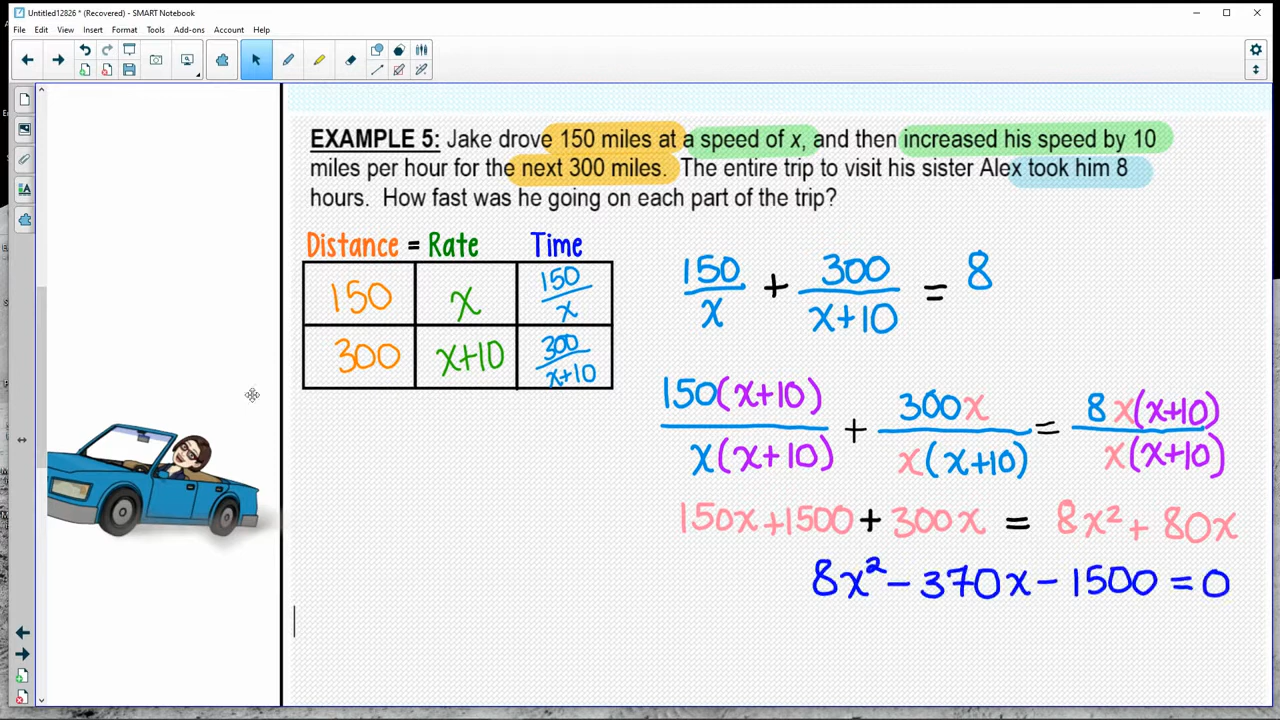 Untitled12826 * (Recovered) - SMART Notebook
File Edit View Insert Format Tools Add-ons Account Help
EXAMPLE 5: Jake drove 150 miles at a speed of x, and then increased his speed by 10
miles per hour for the next 300 miles. The entire trip to visit his sister Alex took him 8
hours. How fast was he going on each part of the trip?
Distance = Rate Time
150 x 150/x
300 x+10 300/(x+10)
150/x + 300/(x+10) = 8
150(x+10)/x(x+10) + 300x/x(x+10) = 8x(x+10)/x(x+10)
150x+1500+300x = 8x²+80x
8x²-370x-1500=0